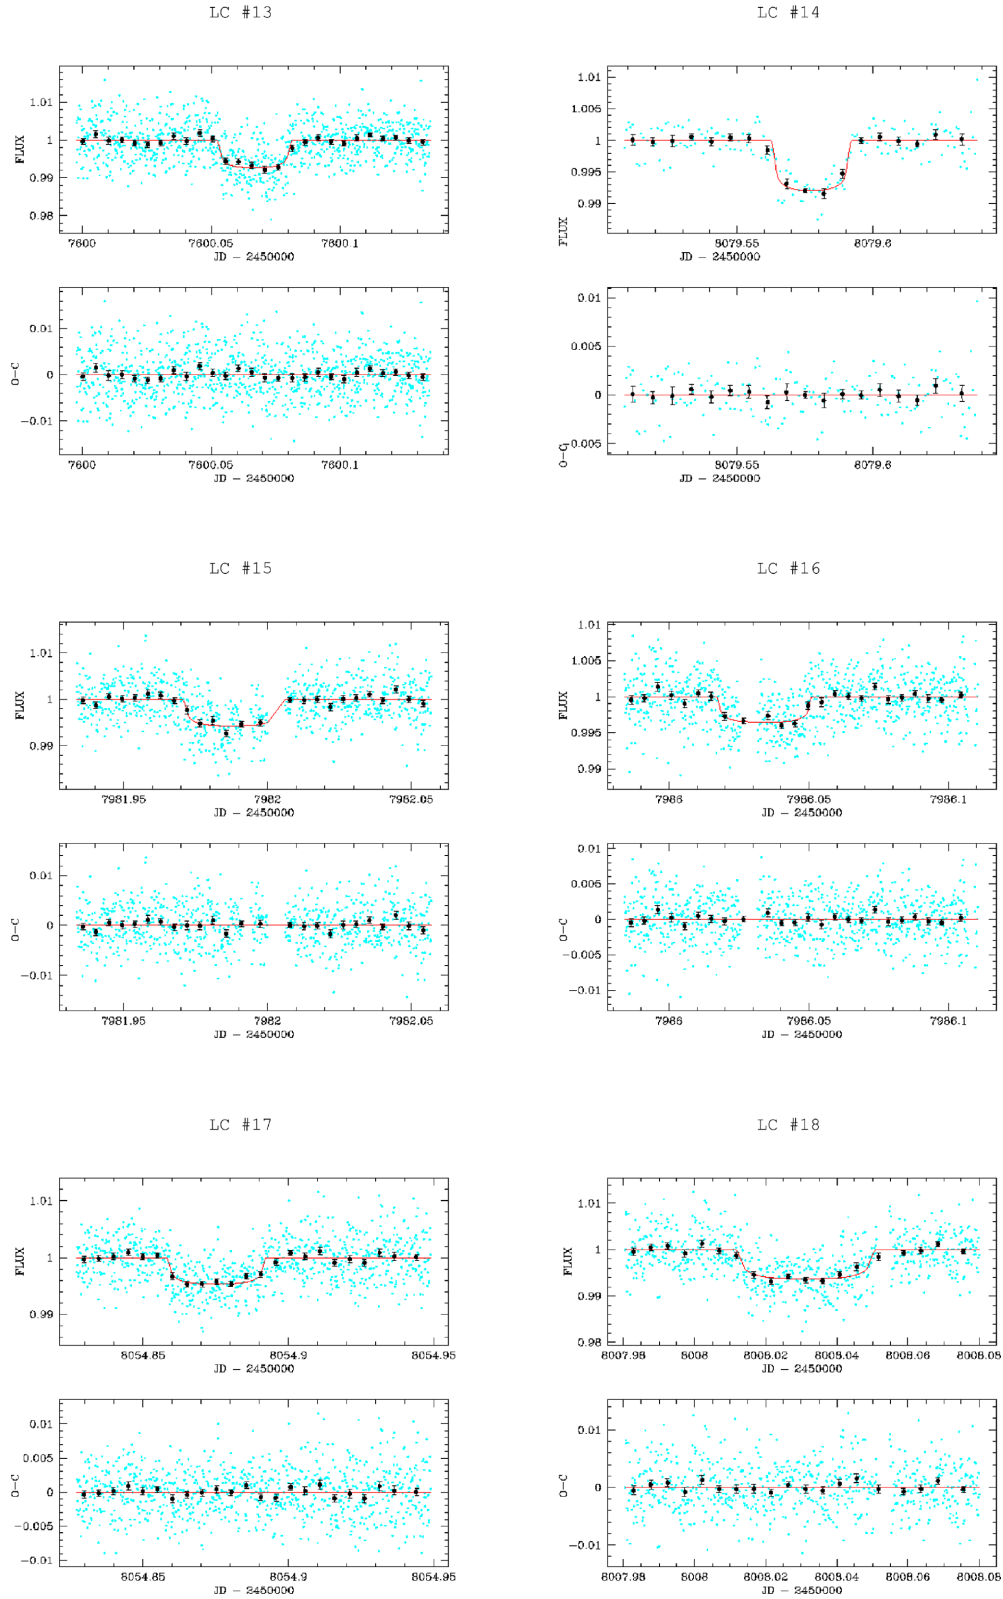 LC #13
LC #14
1.01
1
0.99
0.98
FLUX
7600
7600.05
7600.1
JD − 2450000
1.01
1.005
1
0.995
0.99
FLUX
8079.55
8079.6
JD − 2450000
0.01
0
−0.01
O−C
7600
7600.05
7600.1
JD − 2450000
0.01
0.005
0
−0.005
O−C
8079.55
8079.6
JD − 2450000
LC #15
LC #16
1.01
1
0.99
FLUX
7981.95
7982
7982.05
JD − 2450000
1.01
1.005
1
0.995
0.99
FLUX
7986
7986.05
7986.1
JD − 2450000
0.01
0
−0.01
O−C
7981.95
7982
7982.05
JD − 2450000
0.01
0.005
0
−0.005
−0.01
O−C
7986
7986.05
7986.1
JD − 2450000
LC #17
LC #18
1.01
1
0.99
FLUX
8054.85
8054.9
8054.95
JD − 2450000
1.01
1
0.99
0.98
FLUX
8007.98
8008
8008.02
8008.04
8008.06
8008.08
JD − 2450000
0.01
0.005
0
−0.005
−0.01
O−C
8054.85
8054.9
8054.95
JD − 2450000
0.01
0
−0.01
O−C
8007.98
8008
8008.02
8008.04
8008.06
8008.08
JD − 2450000